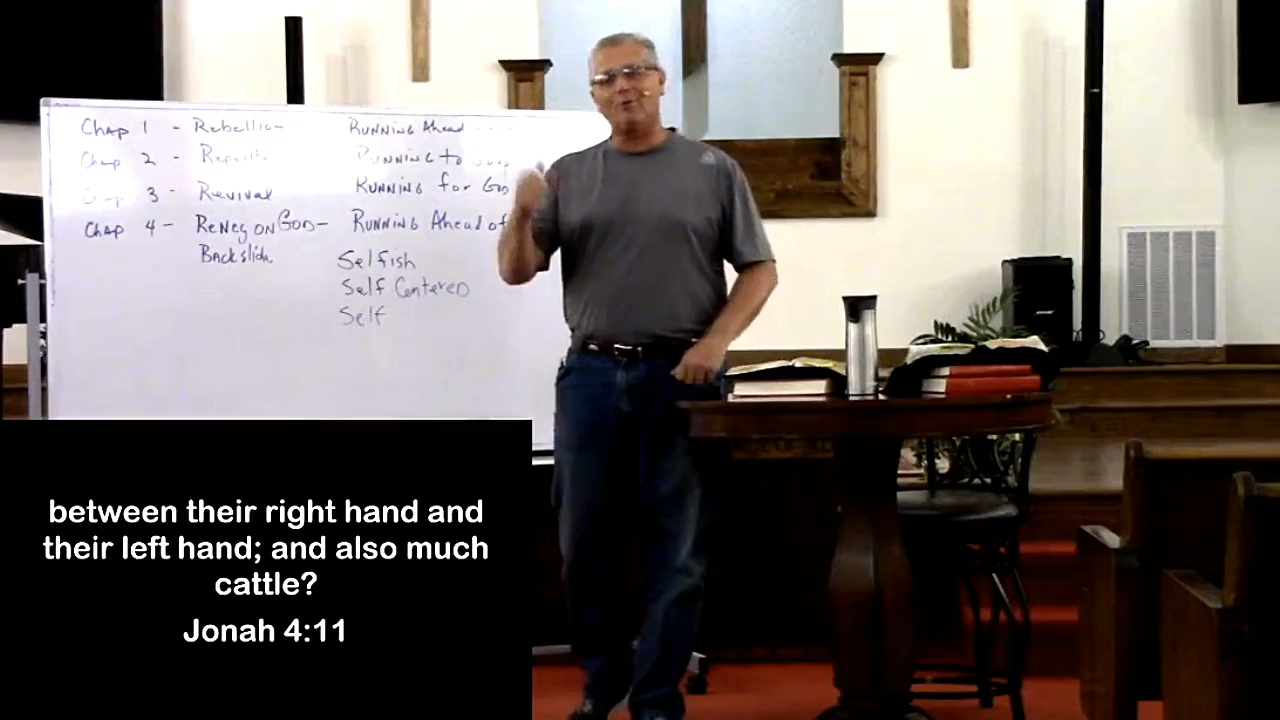 Chap 1 - Rebellion RUNNING Ahead
Chap 2 - RUNNING to
Chap 3 - Revival RUNNING for God
Chap 4 - Reneg on God - RUNNING Ahead of
Backslide Selfish
Self Centered
Self
between their right hand and
their left hand; and also much
cattle?
Jonah 4:11